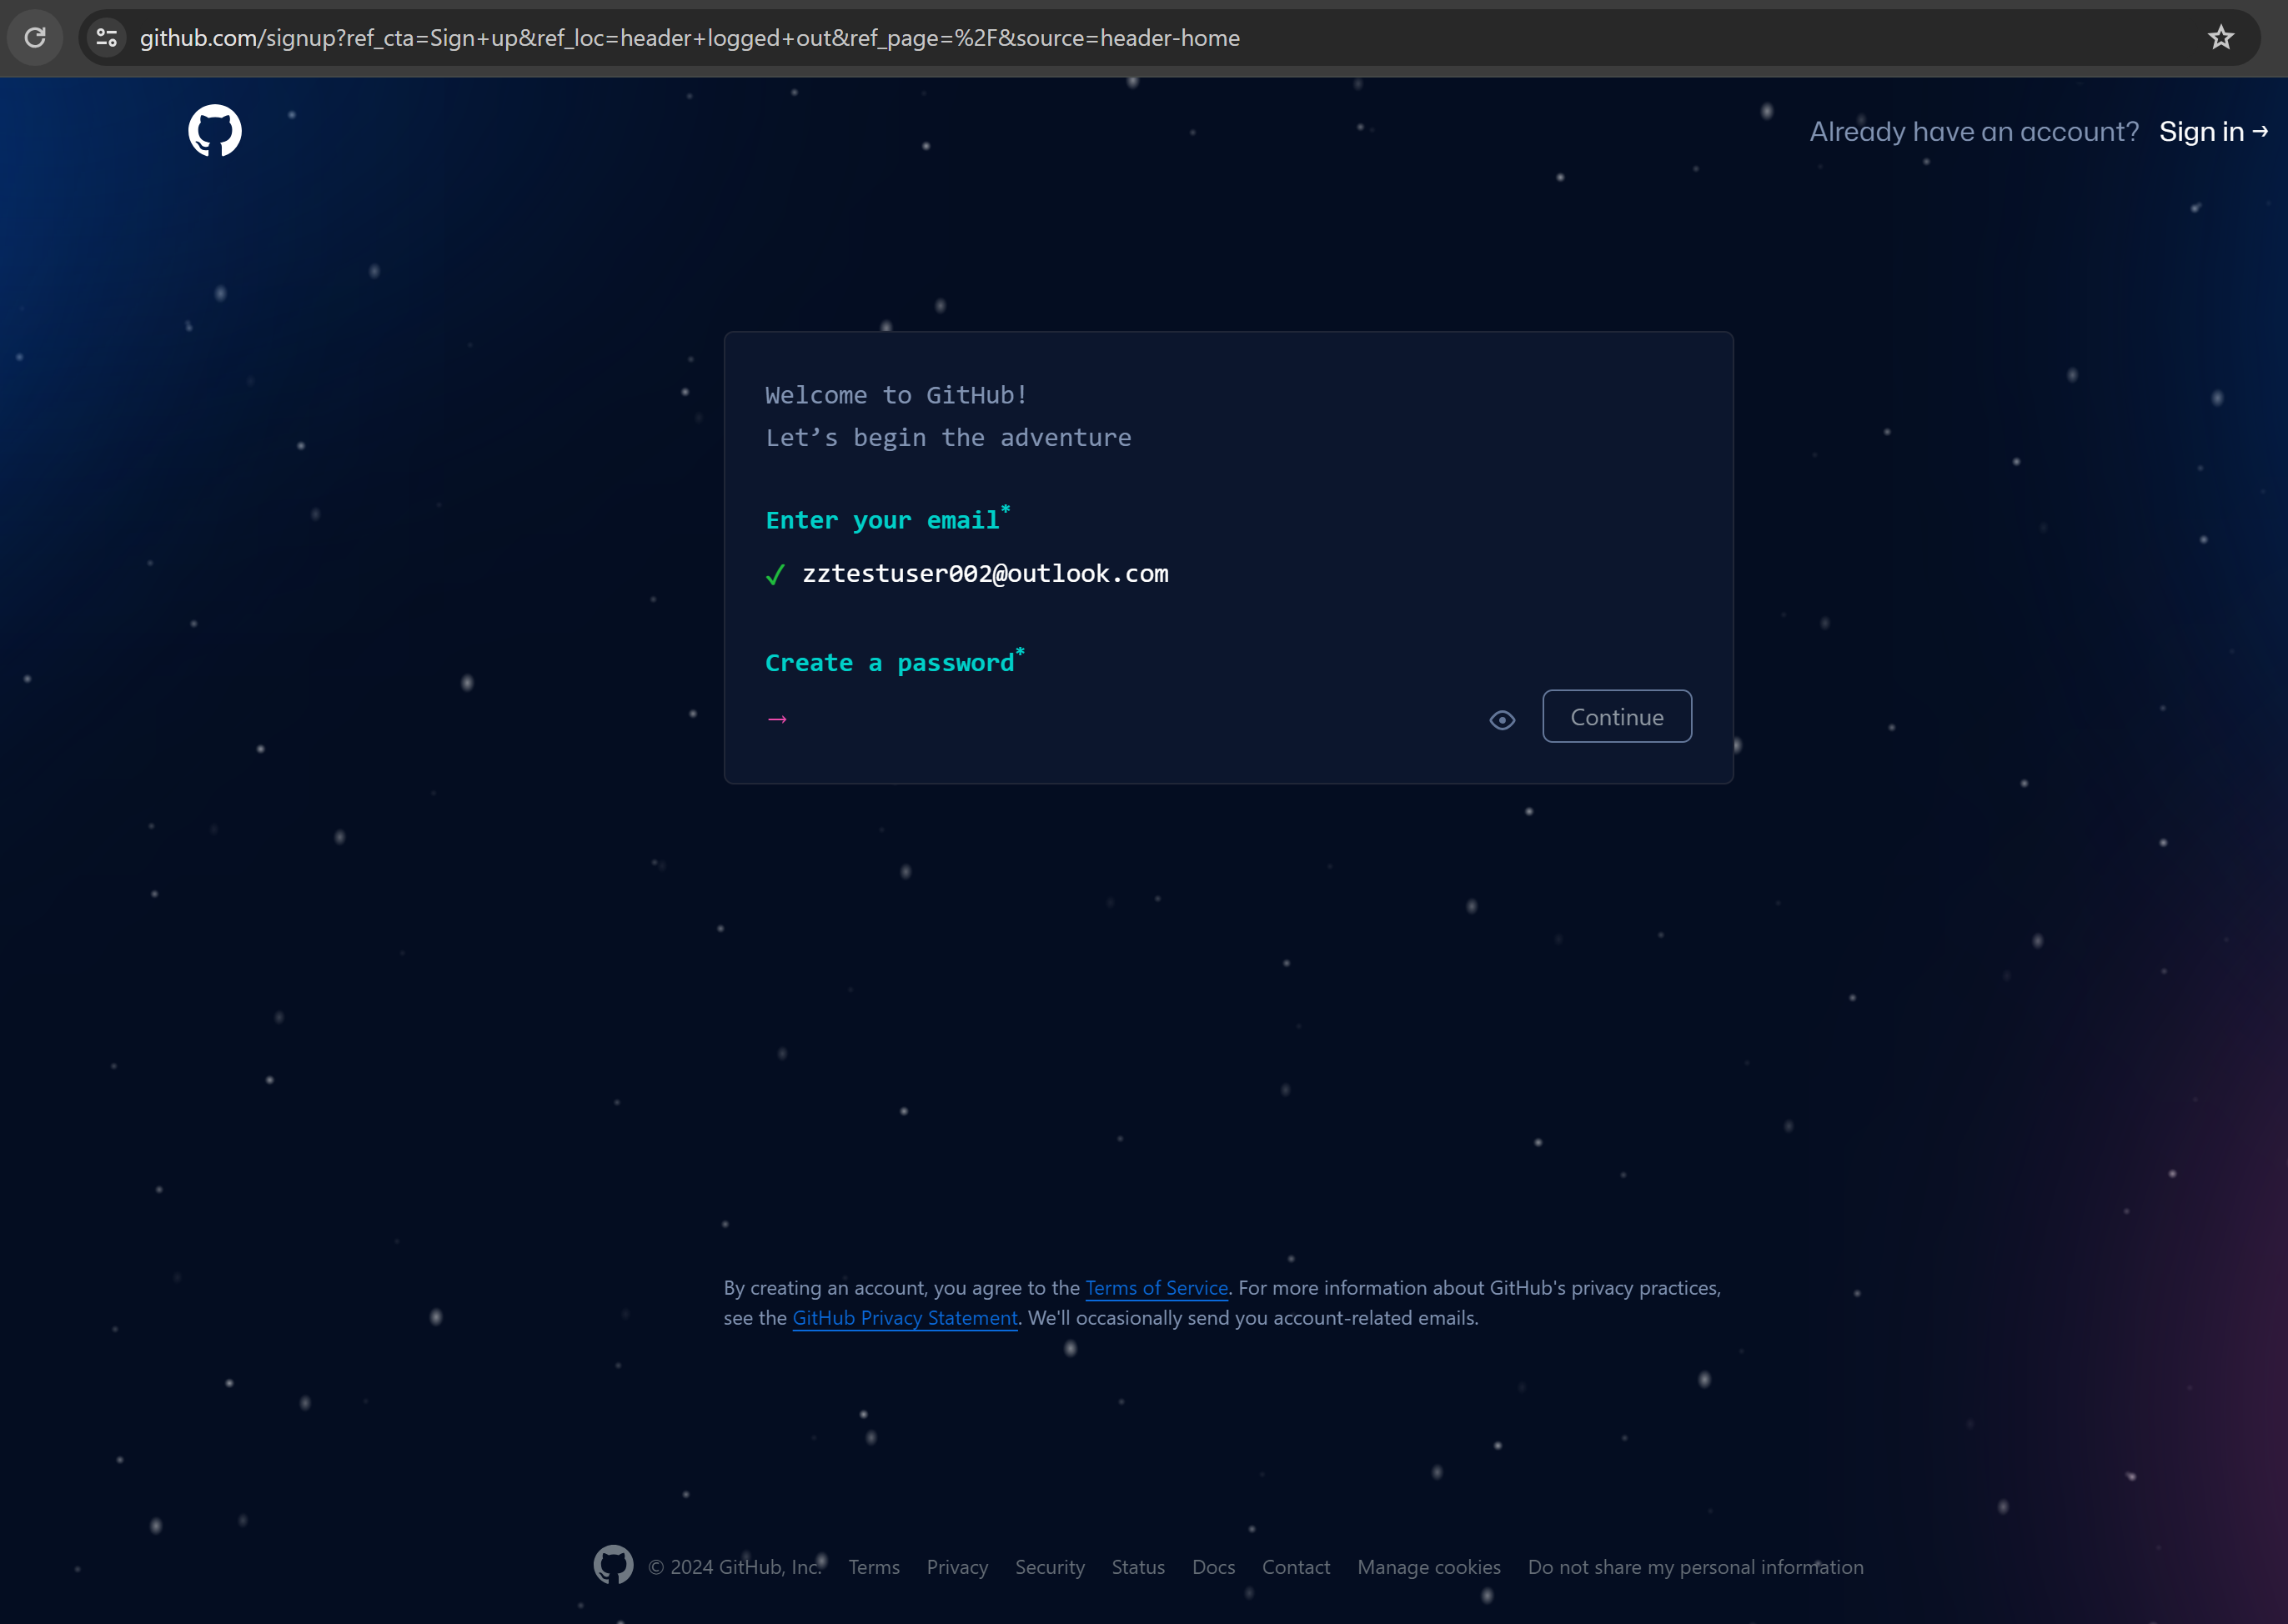 github.com/signup?ref_cta=Sign+up&ref_loc=header+logged+out&ref_page=%2F&source=header-home
Already have an account? Sign in →
Welcome to GitHub!
Let’s begin the adventure
Enter your email*
✓ zztestuser002@outlook.com
Create a password*
→
Continue
By creating an account, you agree to the Terms of Service. For more information about GitHub's privacy practices,
see the GitHub Privacy Statement. We'll occasionally send you account-related emails.
© 2024 GitHub, Inc. Terms Privacy Security Status Docs Contact Manage cookies Do not share my personal information